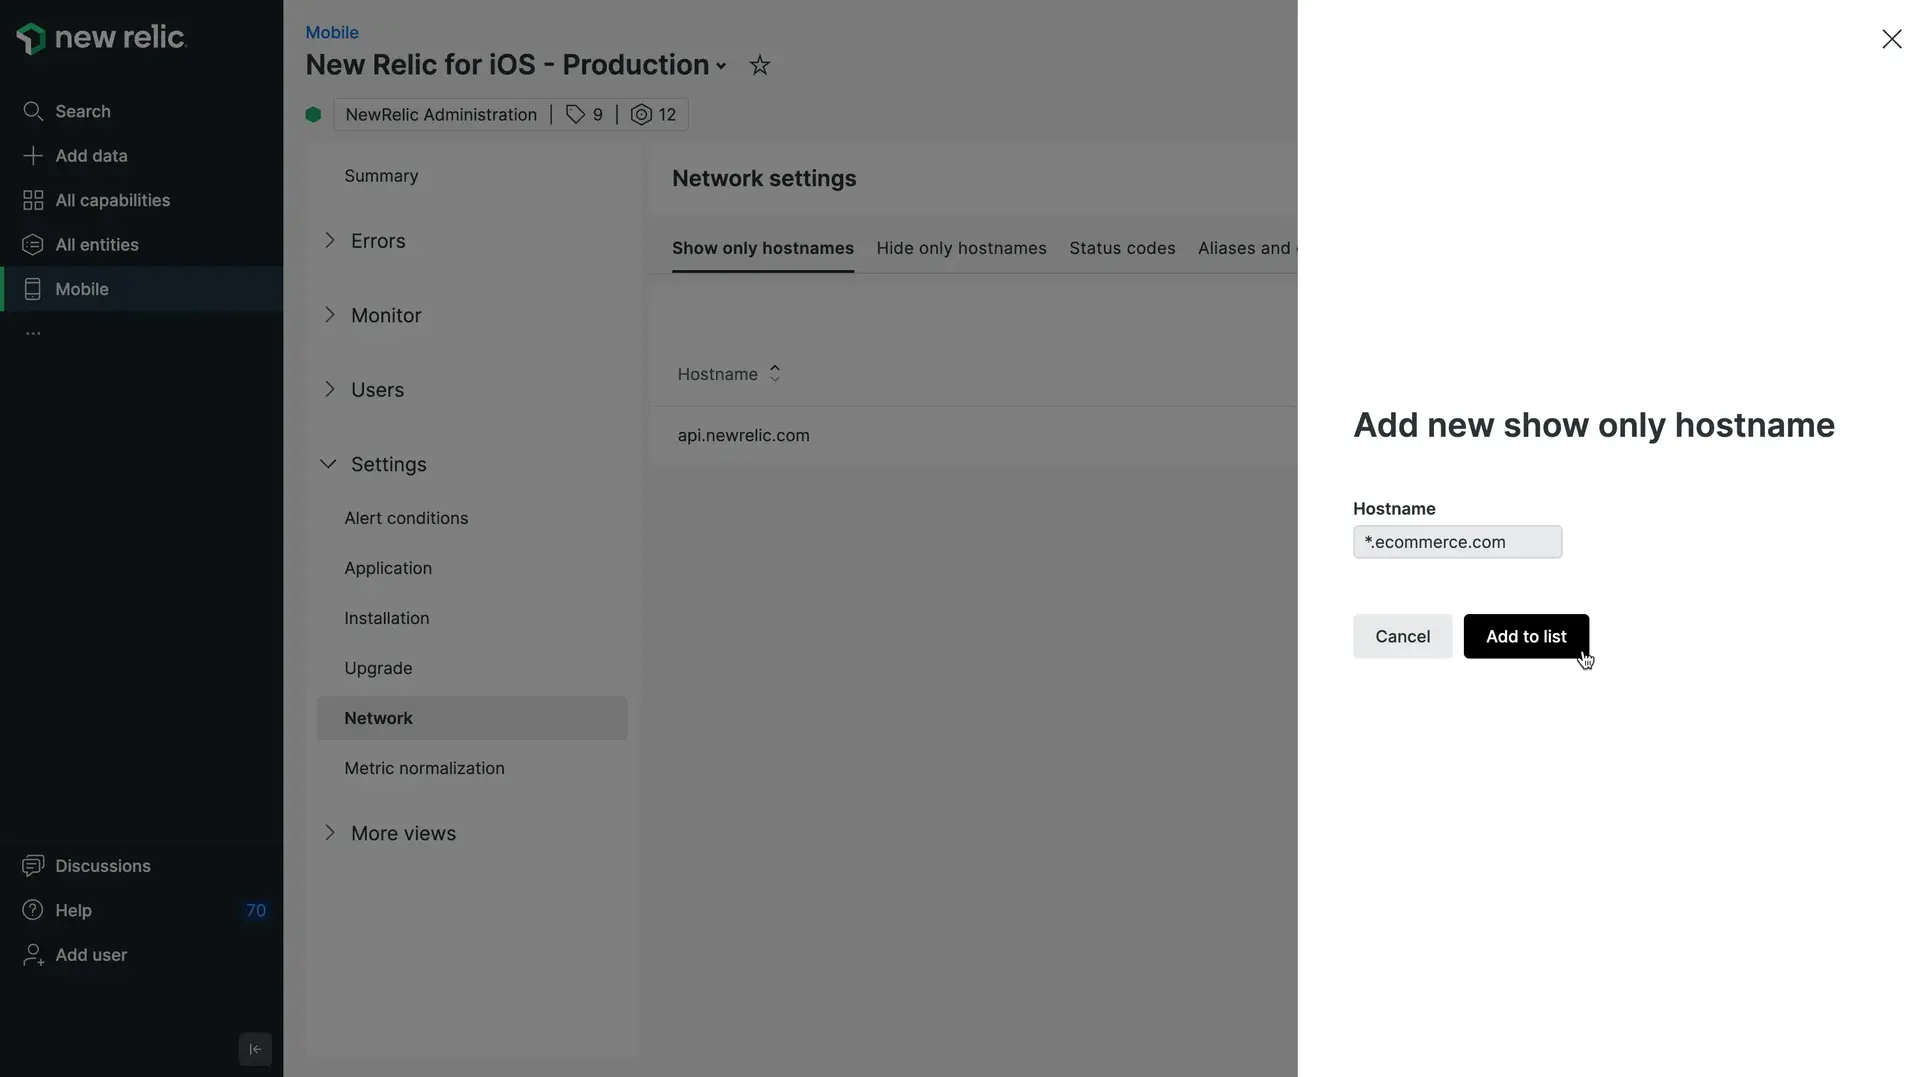 new relic.
Search
Add data
All capabilities
All entities
Mobile
...
Discussions
Help 70
Add user
Mobile
New Relic for iOS - Production
NewRelic Administration | 9 | 12
Summary
Errors
Monitor
Users
Settings
Alert conditions
Application
Installation
Upgrade
Network
Metric normalization
More views
Network settings
Show only hostnames Hide only hostnames Status codes Aliases and
Hostname
api.newrelic.com
Add new show only hostname
Hostname
*.ecommerce.com
Cancel Add to list